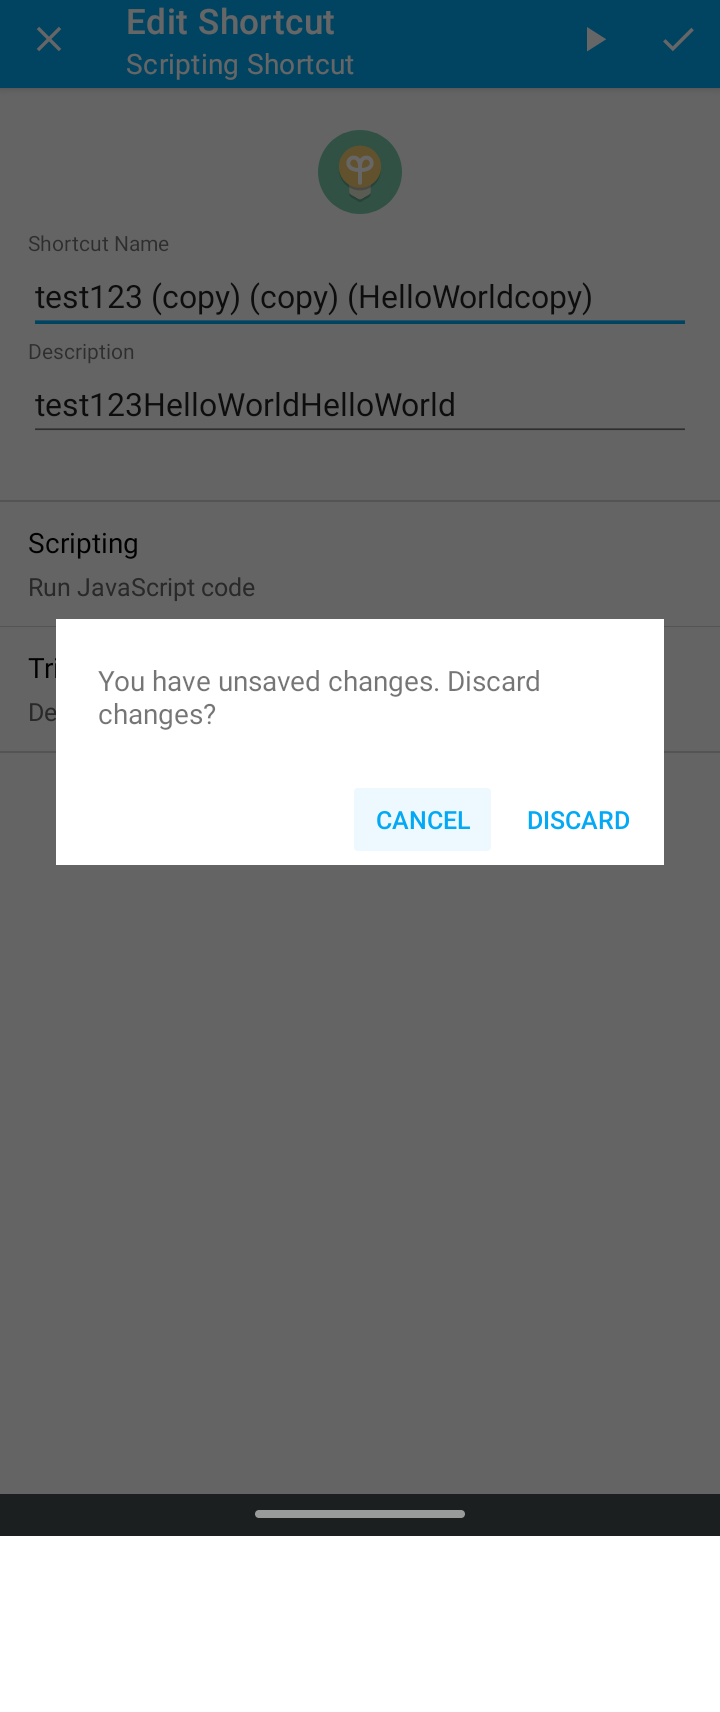 Edit Shortcut
Scripting Shortcut
Shortcut Name
test123 (copy) (copy) (HelloWorldcopy)
Description
test123HelloWorldHelloWorld
Scripting
Run JavaScript code
Tri
De
You have unsaved changes. Discard
changes?
CANCEL DISCARD